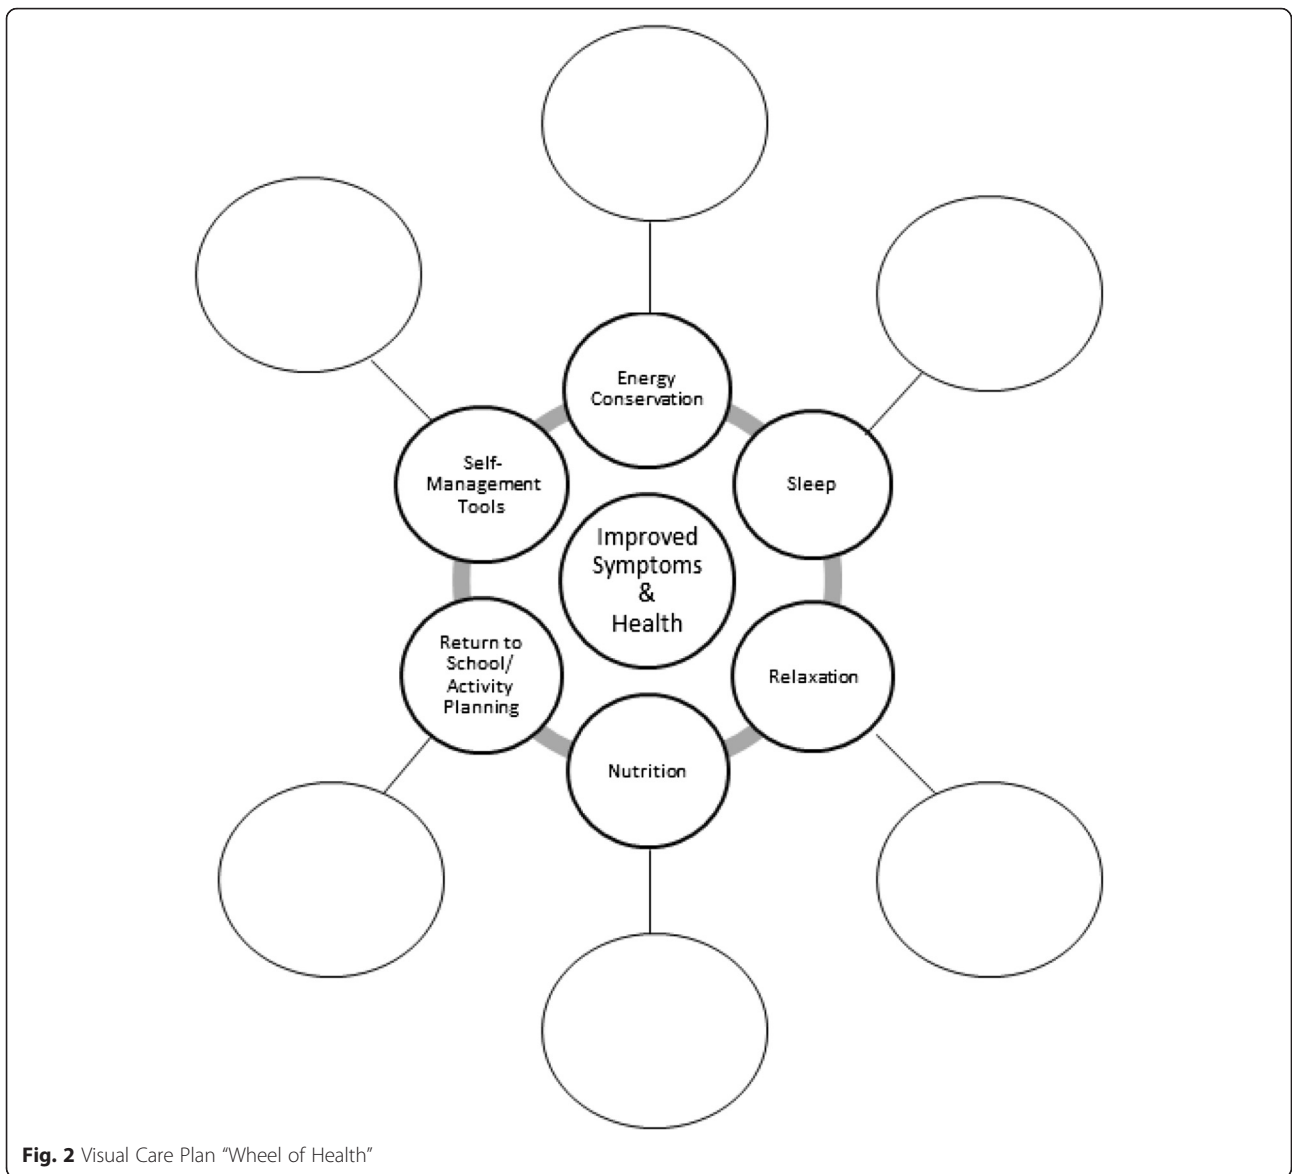 Energy
Conservation
Self-
Management
Tools
Sleep
Improved
Symptoms
&
Health
Return to
School/
Activity
Planning
Relaxation
Nutrition
Fig. 2 Visual Care Plan “Wheel of Health”